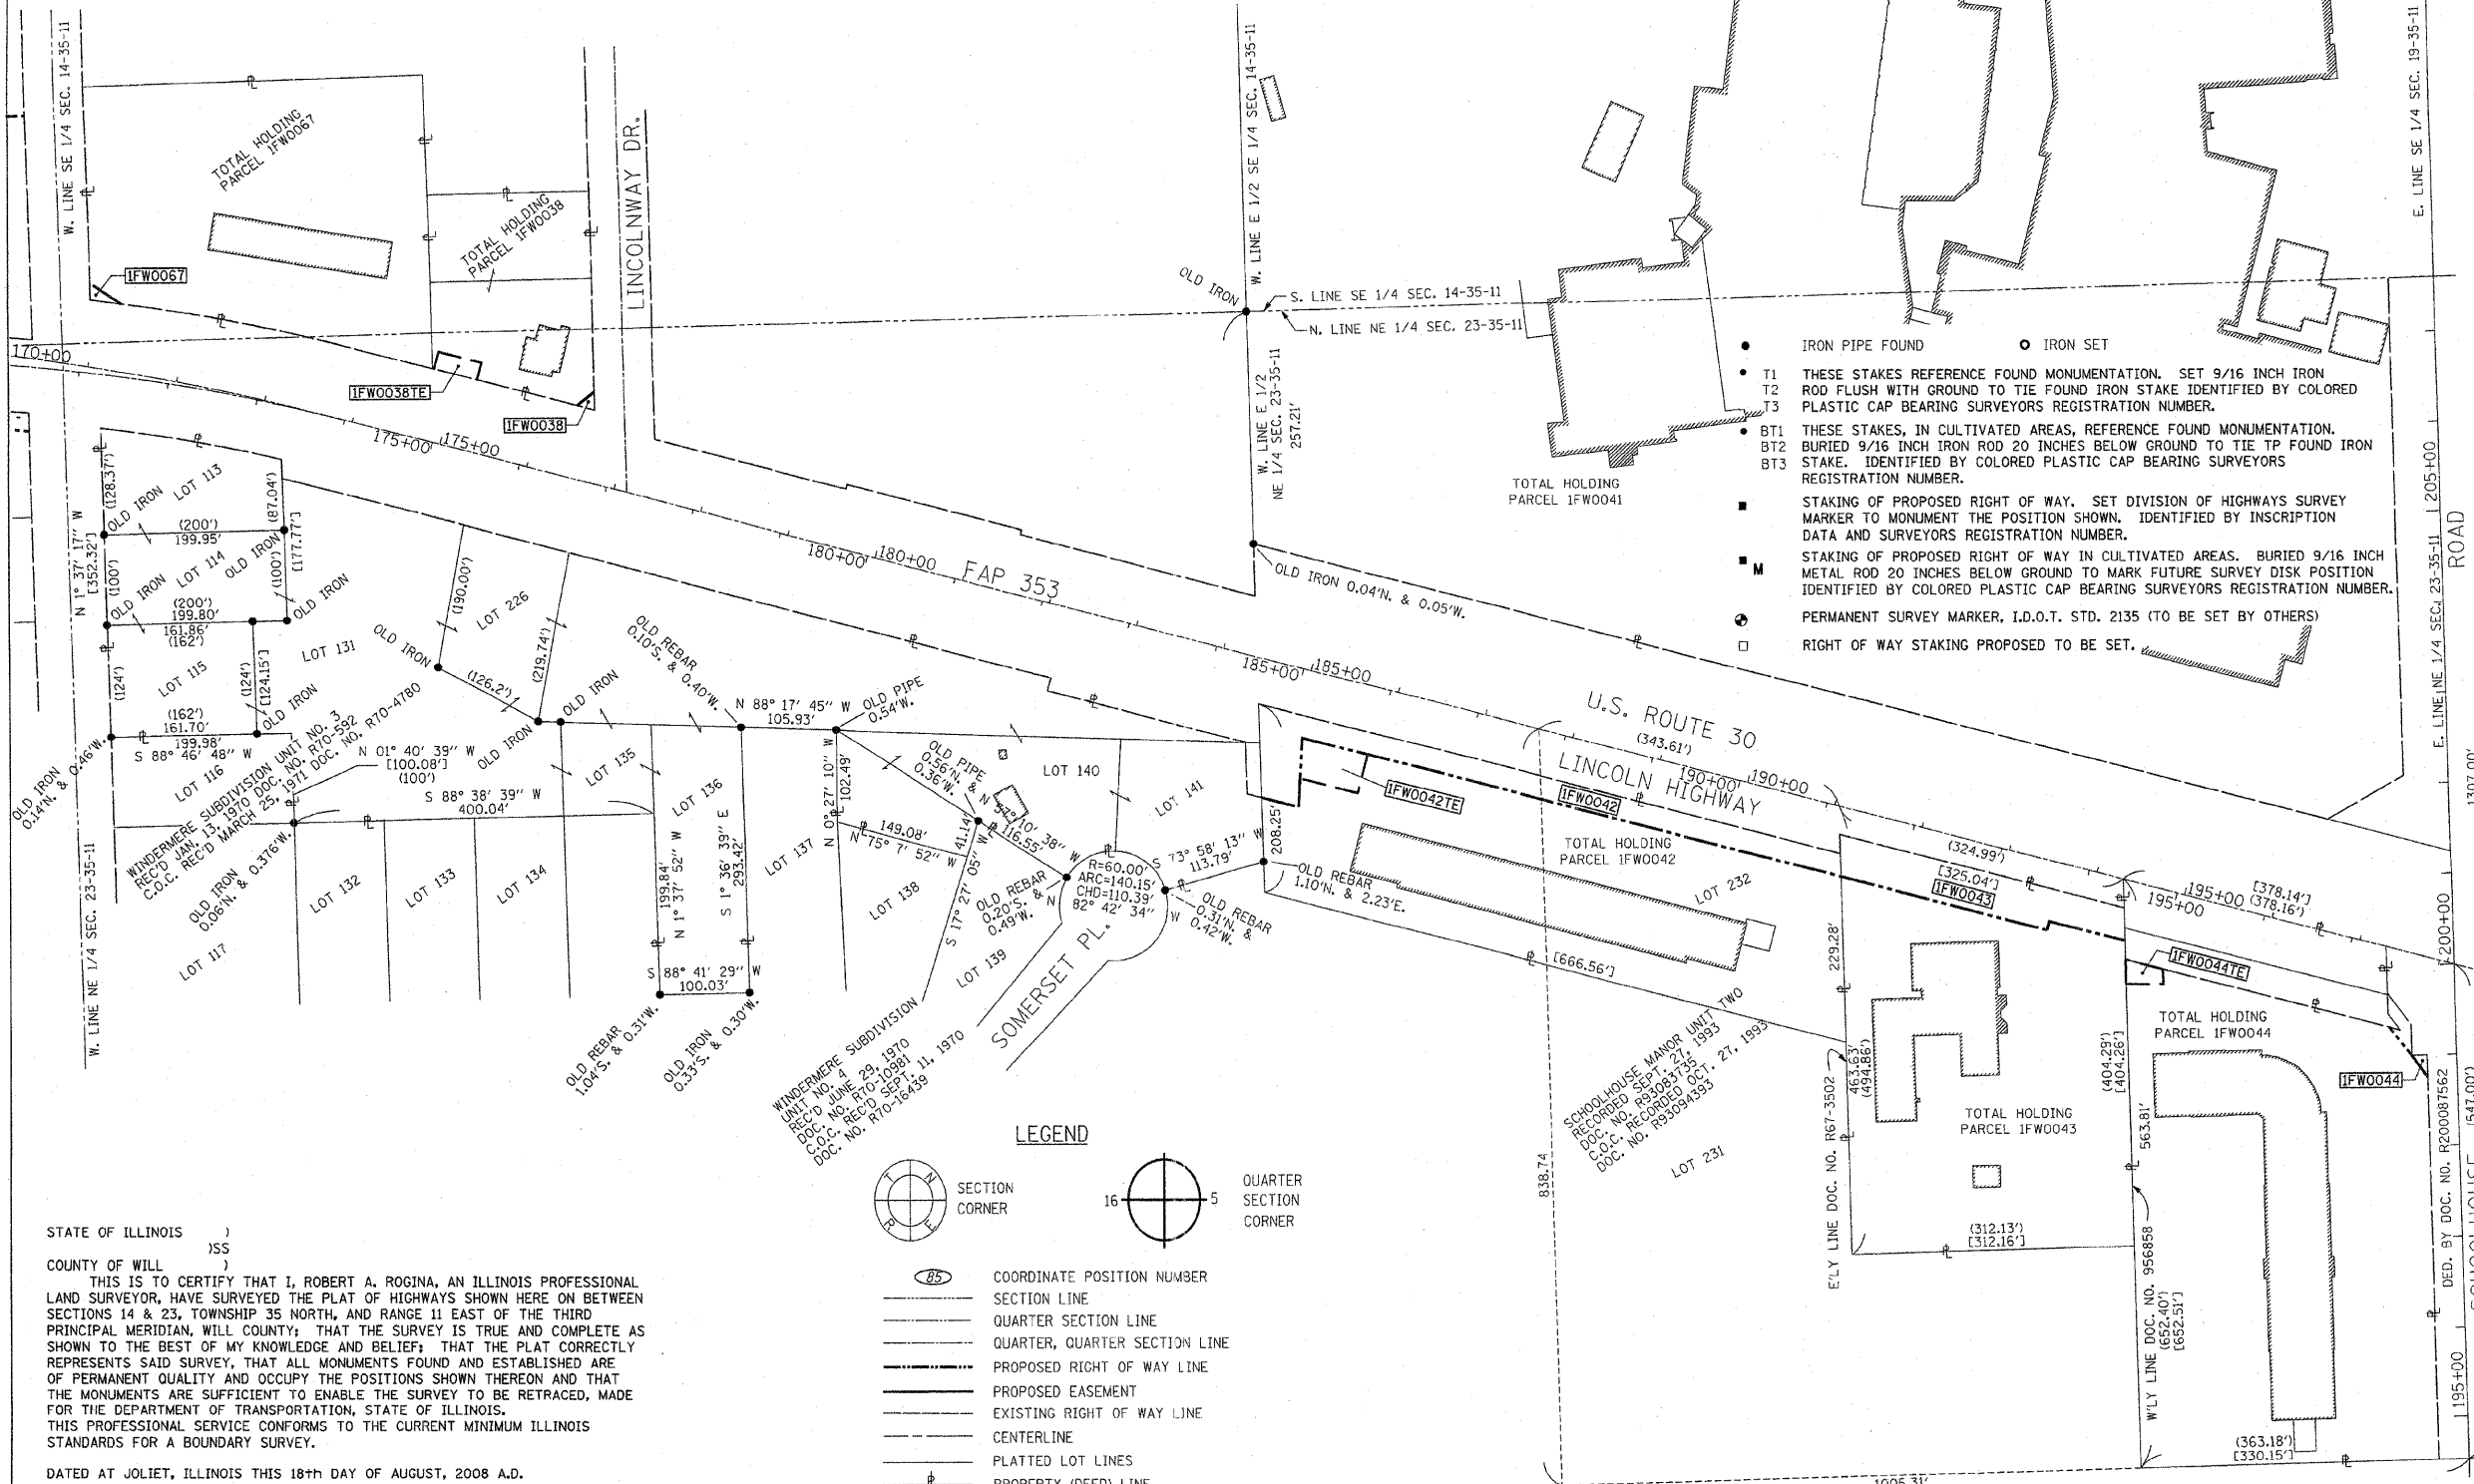 W. LINE SE 1/4 SEC. 14-35-11
TOTAL HOLDING
PARCEL 1FW0067
TOTAL HOLDING
PARCEL 1FW0038
LINCOLNWAY DR.
1FW0067
1FW0038TE
1FW0038
W. LINE E 1/2 SE 1/4 SEC. 14-35-11
OLD IRON
S. LINE SE 1/4 SEC. 14-35-11
N. LINE NE 1/4 SEC. 23-35-11
W. LINE E 1/2
NE 1/4 SEC. 23-35-11
257.21'
E. LINE SE 1/4 SEC. 19-35-11
TOTAL HOLDING
PARCEL 1FW0041
IRON PIPE FOUND
IRON SET
T1 THESE STAKES REFERENCE FOUND MONUMENTATION. SET 9/16 INCH IRON
T2 ROD FLUSH WITH GROUND TO TIE FOUND IRON STAKE IDENTIFIED BY COLORED
T3 PLASTIC CAP BEARING SURVEYORS REGISTRATION NUMBER.
BT1 THESE STAKES, IN CULTIVATED AREAS, REFERENCE FOUND MONUMENTATION.
BT2 BURIED 9/16 INCH IRON ROD 20 INCHES BELOW GROUND TO TIE TP FOUND IRON
BT3 STAKE. IDENTIFIED BY COLORED PLASTIC CAP BEARING SURVEYORS
REGISTRATION NUMBER.
STAKING OF PROPOSED RIGHT OF WAY. SET DIVISION OF HIGHWAYS SURVEY
MARKER TO MONUMENT THE POSITION SHOWN. IDENTIFIED BY INSCRIPTION
DATA AND SURVEYORS REGISTRATION NUMBER.
STAKING OF PROPOSED RIGHT OF WAY IN CULTIVATED AREAS. BURIED 9/16 INCH
M METAL ROD 20 INCHES BELOW GROUND TO MARK FUTURE SURVEY DISK POSITION
IDENTIFIED BY COLORED PLASTIC CAP BEARING SURVEYORS REGISTRATION NUMBER.
PERMANENT SURVEY MARKER, I.D.O.T. STD. 2135 (TO BE SET BY OTHERS)
RIGHT OF WAY STAKING PROPOSED TO BE SET.
205+00
ROAD
E. LINE NE 1/4 SEC. 23-35-11
200+00
195+00
DED. BY DOC. NO. R200087562
(547.00')
1307.00'
170+00
175+00 175+00
180+00 180+00
FAP 353
185+00 185+00
U.S. ROUTE 30
(343.61')
LINCOLN HIGHWAY
190+00 190+00
(324.99')
[325.04']
195+00 195+00
[378.14']
(378.16')
N 1° 37' 17" W
[352.32']
(128.37')
OLD IRON
LOT 113
(87.04')
(200')
199.95'
OLD IRON
[177.77']
(100')
LOT 114
(100')
OLD IRON
OLD IRON
(200')
199.80'
161.86'
(162')
LOT 131
LOT 115
(124')
(124')
[124.15']
OLD IRON
(162')
161.70'
199.98'
S 88° 46' 48" W
OLD IRON
0.14'N. & 0.46'W.
LOT 116
WINDERMERE SUBDIVISION UNIT NO. 3
REC'D JAN. 13, 1970 DOC. NO. R70-592
C.O.C. REC'D MARCH 25, 1971 DOC. NO. R70-4780
N 01° 40' 39" W
[100.08']
(100')
S 88° 38' 39" W
400.04'
OLD IRON
0.06'N. & 0.376'W.
LOT 117
W. LINE NE 1/4 SEC. 23-35-11
LOT 132
LOT 133
LOT 134
(190.00')
LOT 226
OLD IRON
(126.2')
(219.74')
OLD IRON
OLD IRON
LOT 135
LOT 136
OLD REBAR
0.10'S. & 0.40'W.
N 88° 17' 45" W
105.93'
OLD PIPE
0.54'W.
199.84'
N 1° 37' 52" W
S 1° 36' 39" E
293.42'
S 88° 41' 29" W
100.03'
OLD REBAR
1.04'S. & 0.31'W.
OLD IRON
0.33'S. & 0.30'W.
LOT 137
N 0° 27' 10" W
102.49'
OLD PIPE
0.56'N. &
0.36'W.
149.08'
N 75° 7' 52" W
41.14'
S 17° 27' 05" W
116.55'
LOT 138
LOT 139
LOT 140
LOT 141
R=60.00'
ARC=140.15'
CHD=110.39'
N 82° 42' 34" W
OLD REBAR
0.20'S. &
0.49'W.
S 73° 58' 13" W
113.79'
OLD REBAR
0.31'N. &
0.42'W.
208.25'
OLD REBAR
1.10'N. & 2.23'E.
OLD IRON 0.04'N. & 0.05'W.
SOMERSET PL.
WINDERMERE SUBDIVISION
UNIT NO. 4
REC'D JUNE 29, 1970
DOC. NO. R70-10981
C.O.C. REC'D SEPT. 11, 1970
DOC. NO. R70-16439
1FW0042TE
1FW0042
TOTAL HOLDING
PARCEL 1FW0042
LOT 232
[666.56']
1FW0043
229.28'
838.74
SCHOOLHOUSE MANOR UNIT TWO
RECORDED SEPT. 27, 1993
DOC. NO. R93083735
C.O.C. RECORDED OCT. 27, 1993
DOC. NO. R93094393
LOT 231
E'LY LINE DOC. NO. R67-3502
463.63'
(494.86')
TOTAL HOLDING
PARCEL 1FW0043
(312.13')
[312.16']
1FW0044TE
TOTAL HOLDING
PARCEL 1FW0044
(404.29')
[404.26']
563.81'
1FW0044
W'LY LINE DOC. NO. 956858
(652.40')
[652.51']
(363.18')
[330.15']
1006.31'
LEGEND
SECTION
CORNER
T N R E
16 5
QUARTER
SECTION
CORNER
85 COORDINATE POSITION NUMBER
SECTION LINE
QUARTER SECTION LINE
QUARTER, QUARTER SECTION LINE
PROPOSED RIGHT OF WAY LINE
PROPOSED EASEMENT
EXISTING RIGHT OF WAY LINE
CENTERLINE
PLATTED LOT LINES
PROPERTY (DEED) LINE
STATE OF ILLINOIS )
)SS
COUNTY OF WILL )
THIS IS TO CERTIFY THAT I, ROBERT A. ROGINA, AN ILLINOIS PROFESSIONAL
LAND SURVEYOR, HAVE SURVEYED THE PLAT OF HIGHWAYS SHOWN HERE ON BETWEEN
SECTIONS 14 & 23, TOWNSHIP 35 NORTH, AND RANGE 11 EAST OF THE THIRD
PRINCIPAL MERIDIAN, WILL COUNTY; THAT THE SURVEY IS TRUE AND COMPLETE AS
SHOWN TO THE BEST OF MY KNOWLEDGE AND BELIEF; THAT THE PLAT CORRECTLY
REPRESENTS SAID SURVEY, THAT ALL MONUMENTS FOUND AND ESTABLISHED ARE
OF PERMANENT QUALITY AND OCCUPY THE POSITIONS SHOWN THEREON AND THAT
THE MONUMENTS ARE SUFFICIENT TO ENABLE THE SURVEY TO BE RETRACED, MADE
FOR THE DEPARTMENT OF TRANSPORTATION, STATE OF ILLINOIS.
THIS PROFESSIONAL SERVICE CONFORMS TO THE CURRENT MINIMUM ILLINOIS
STANDARDS FOR A BOUNDARY SURVEY.
DATED AT JOLIET, ILLINOIS THIS 18th DAY OF AUGUST, 2008 A.D.